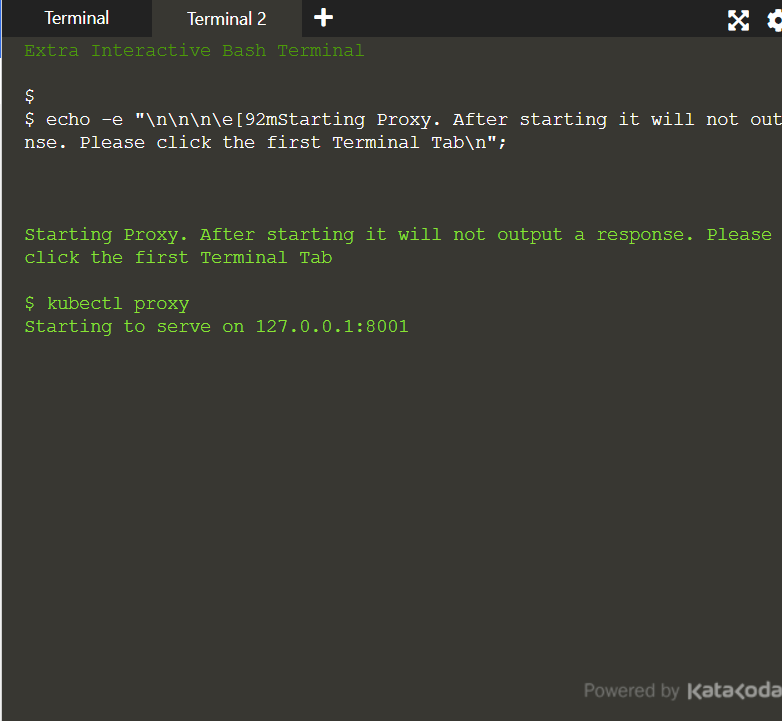 Terminal
Terminal 2
Extra Interactive Bash Terminal
$
$ echo -e "\n\n\n\e[92mStarting Proxy. After starting it will not out
nse. Please click the first Terminal Tab\n";
Starting Proxy. After starting it will not output a response. Please
click the first Terminal Tab
$ kubectl proxy
Starting to serve on 127.0.0.1:8001
Powered by Katacoda